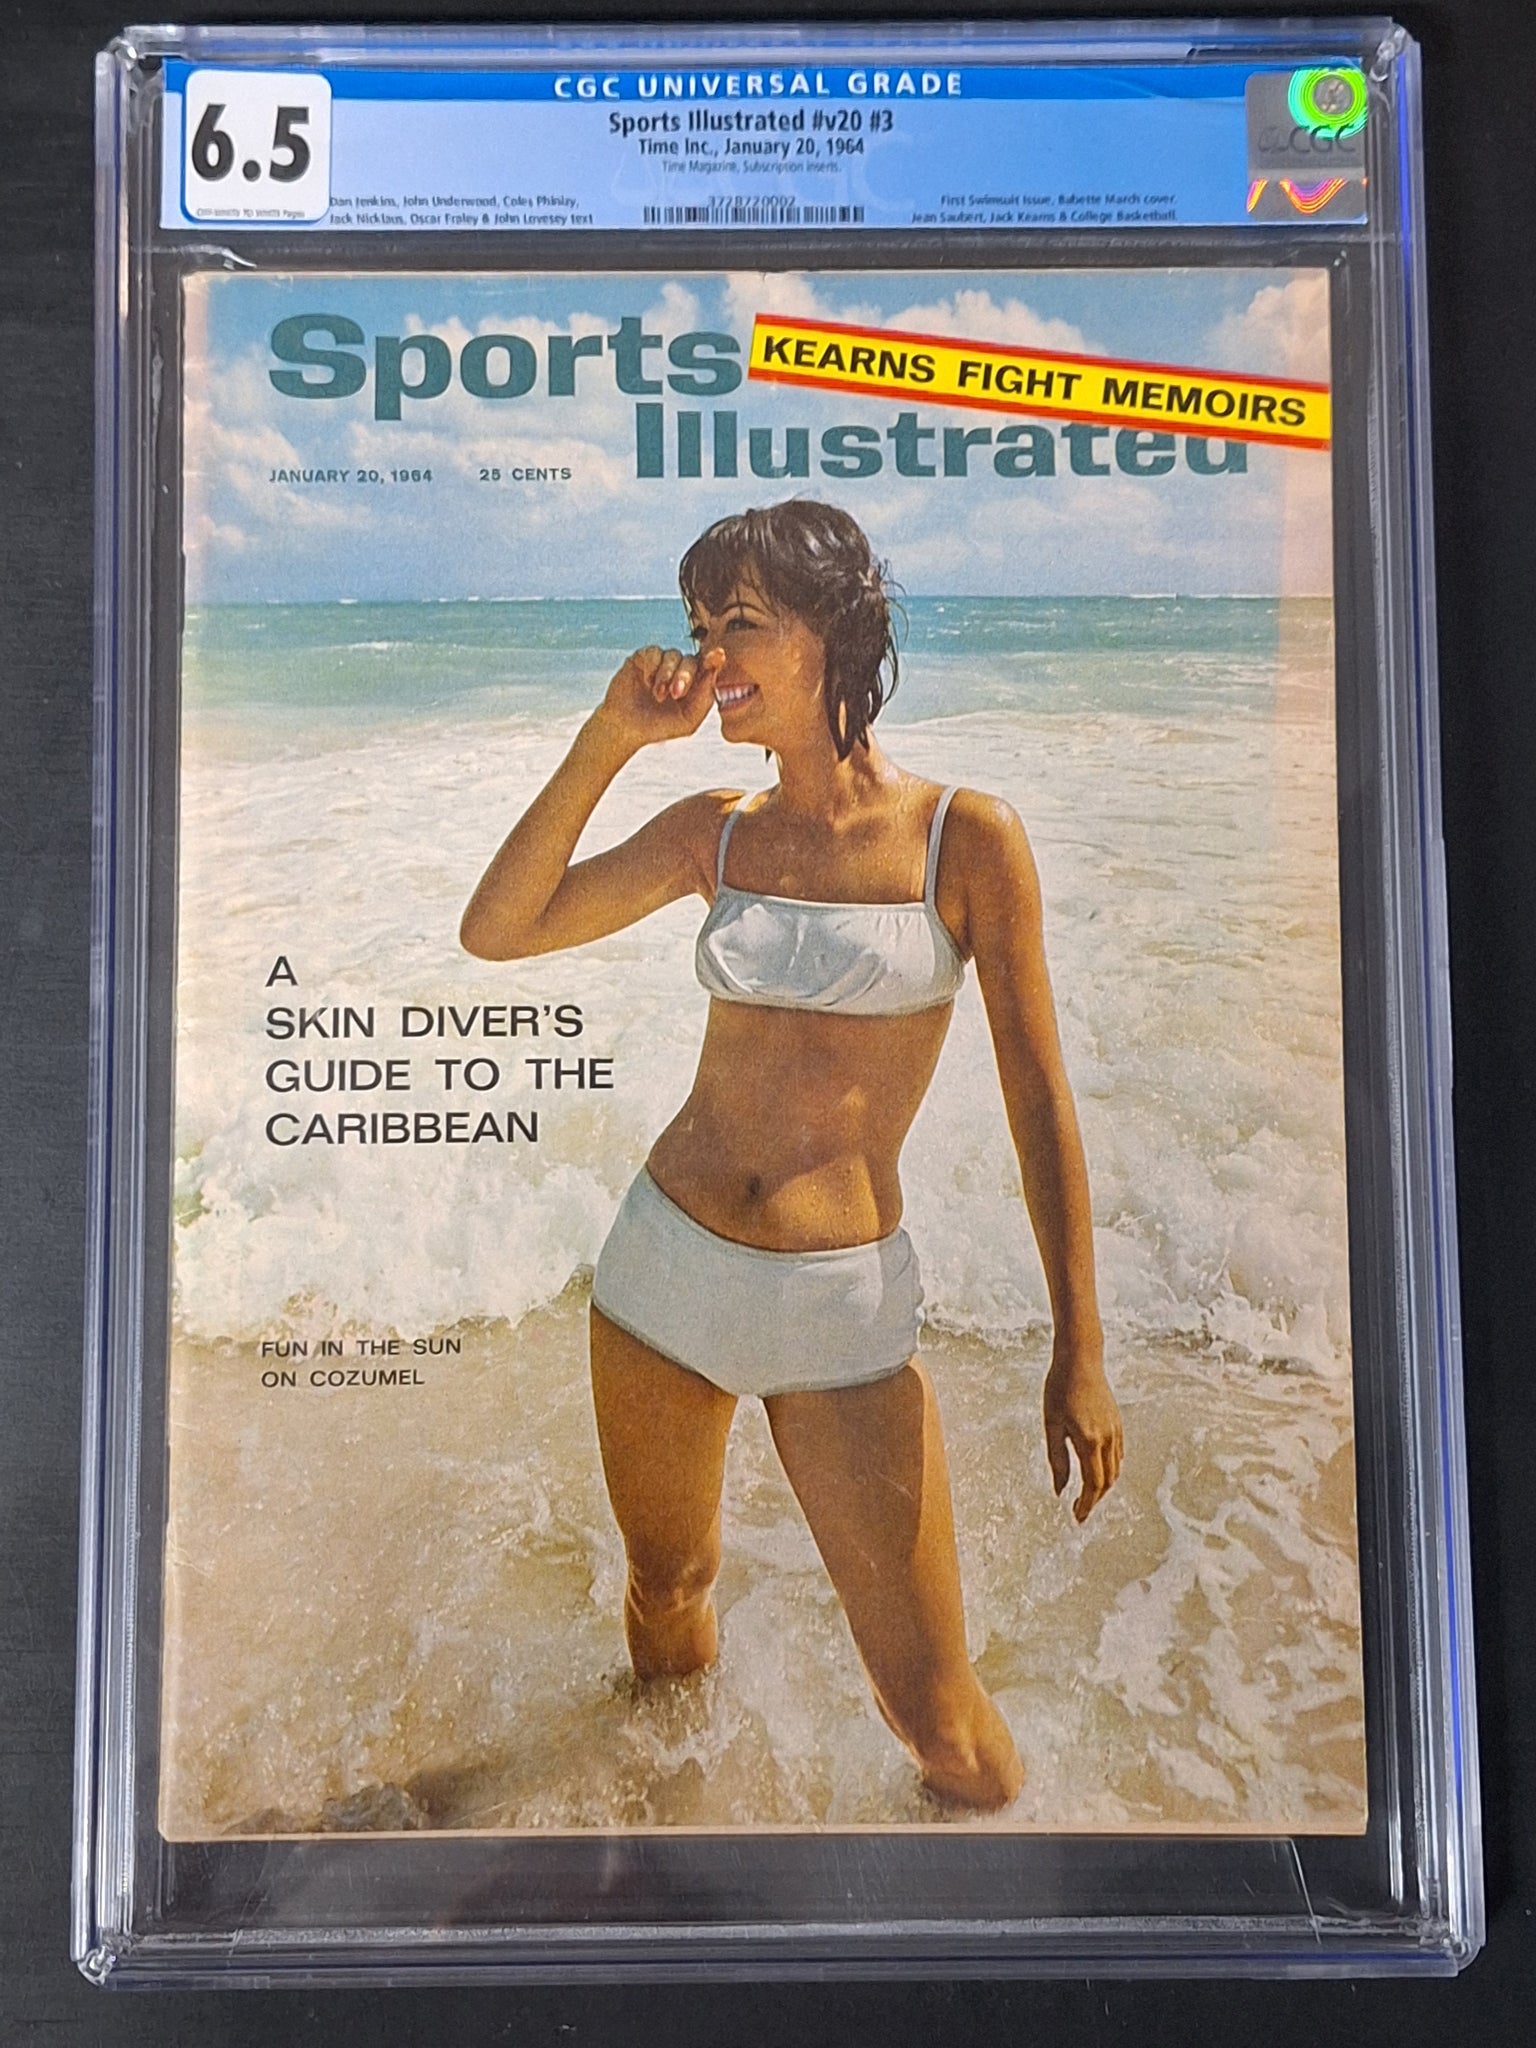 CGC UNIVERSAL GRADE
6.5
Sports Illustrated #v20 #3
Time Inc., January 20, 1964
Time Magazine, Subscription inserts.
Dan Jenkins, John Underwood, Coles Phinizy,
Jack Nicklaus, Oscar Fraley & John Lovesey text
3778720002
First Swimsuit Issue, Babette March cover.
Jean Saubert, Jack Kearns & College Basketball.
CGC
Sports
KEARNS FIGHT MEMOIRS
Illustrated
JANUARY 20, 1964 25 CENTS
A
SKIN DIVER'S
GUIDE TO THE
CARIBBEAN
FUN IN THE SUN
ON COZUMEL